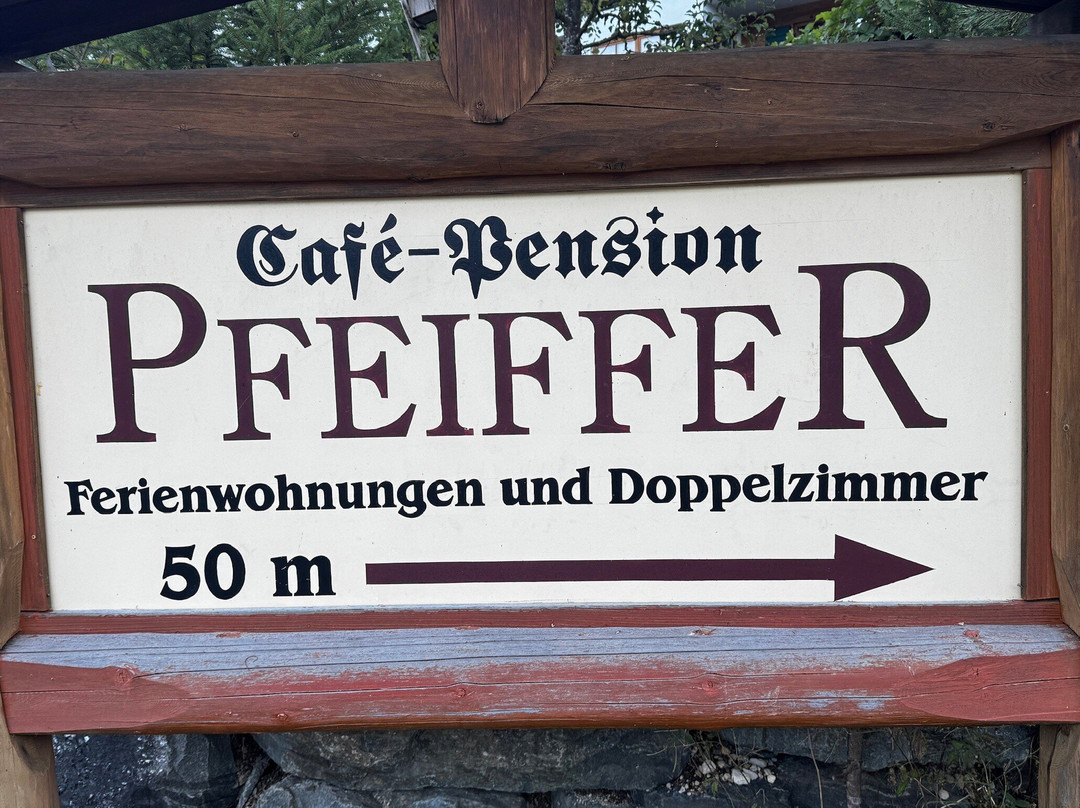 Café-Pension
PFEIFFER
Ferienwohnungen und Doppelzimmer
50 m